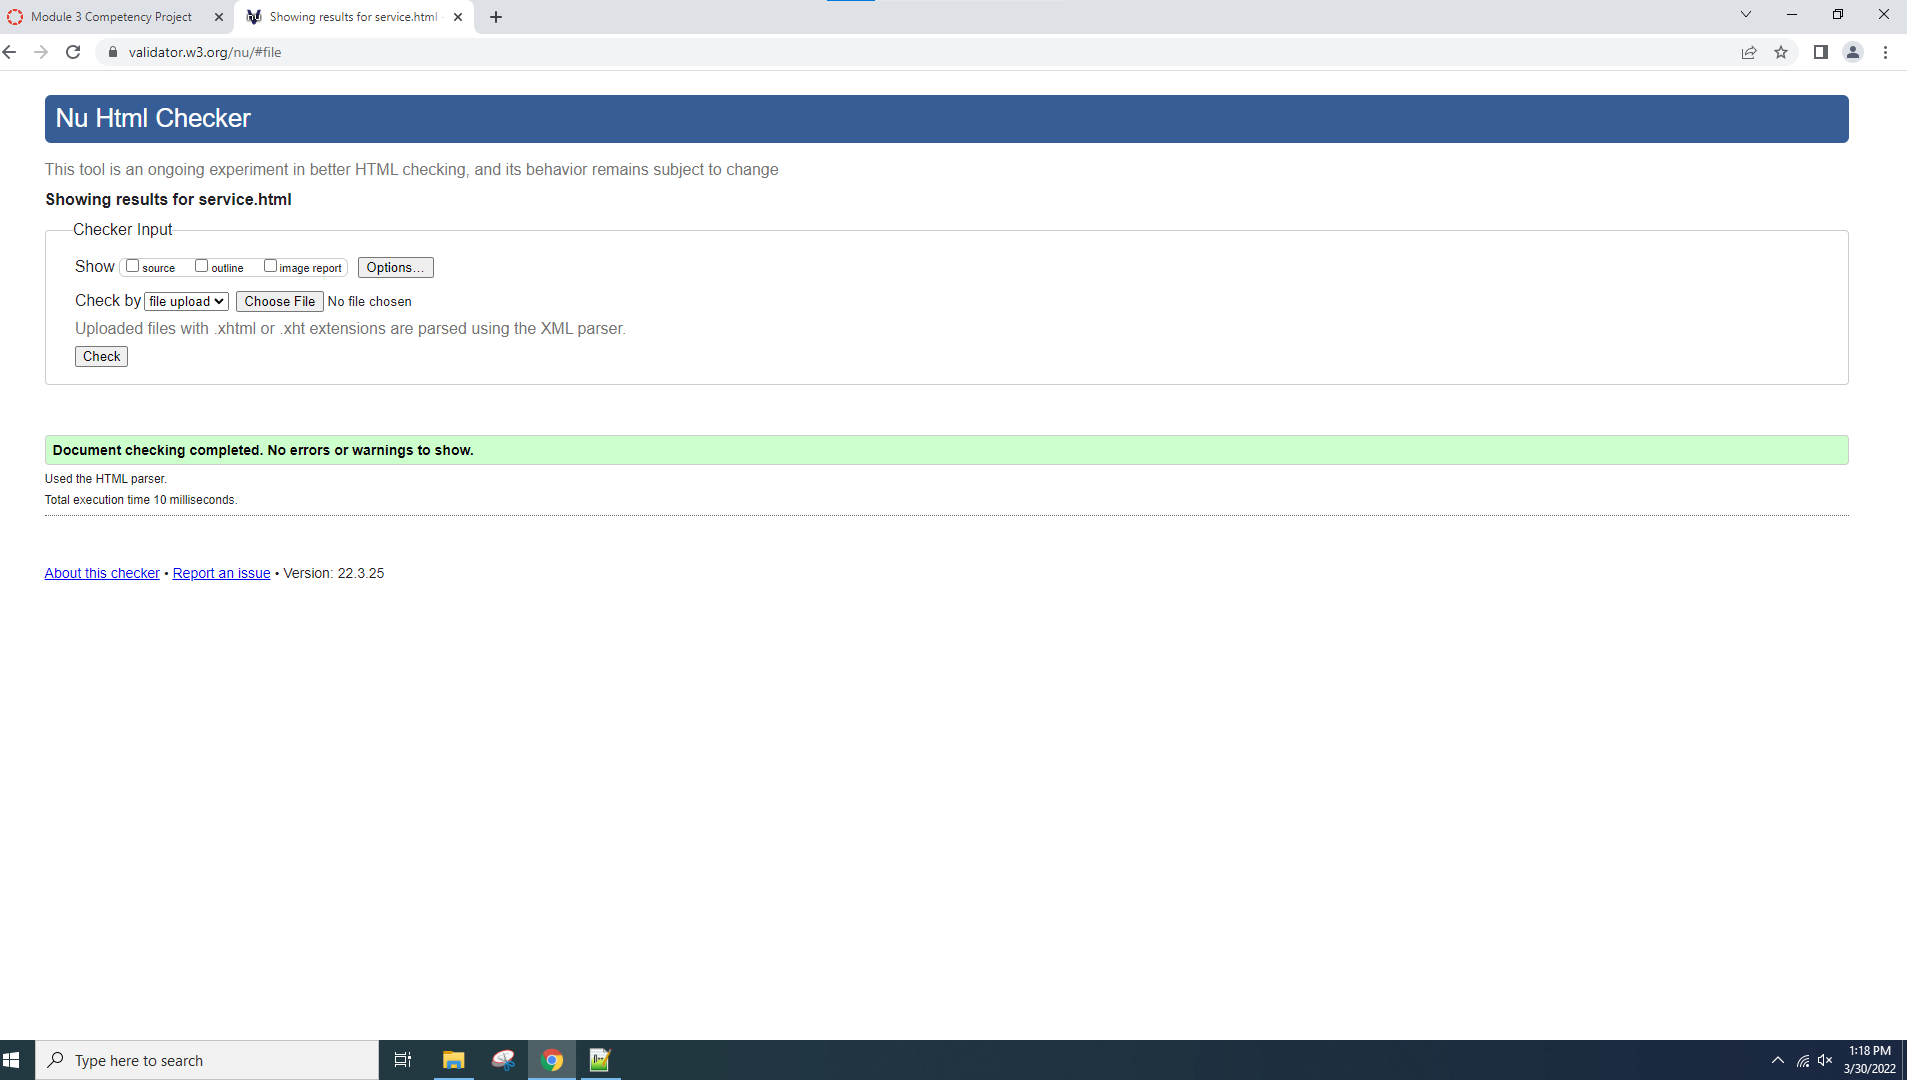 Module 3 Competency Project
Showing results for service.html
validator.w3.org/nu/#file
Nu Html Checker
This tool is an ongoing experiment in better HTML checking, and its behavior remains subject to change
Showing results for service.html
Checker Input
Show source outline image report Options...
Check by file upload Choose File No file chosen
Uploaded files with .xhtml or .xht extensions are parsed using the XML parser.
Check
Document checking completed. No errors or warnings to show.
Used the HTML parser.
Total execution time 10 milliseconds.
About this checker • Report an issue • Version: 22.3.25
Type here to search
1:18 PM
3/30/2022